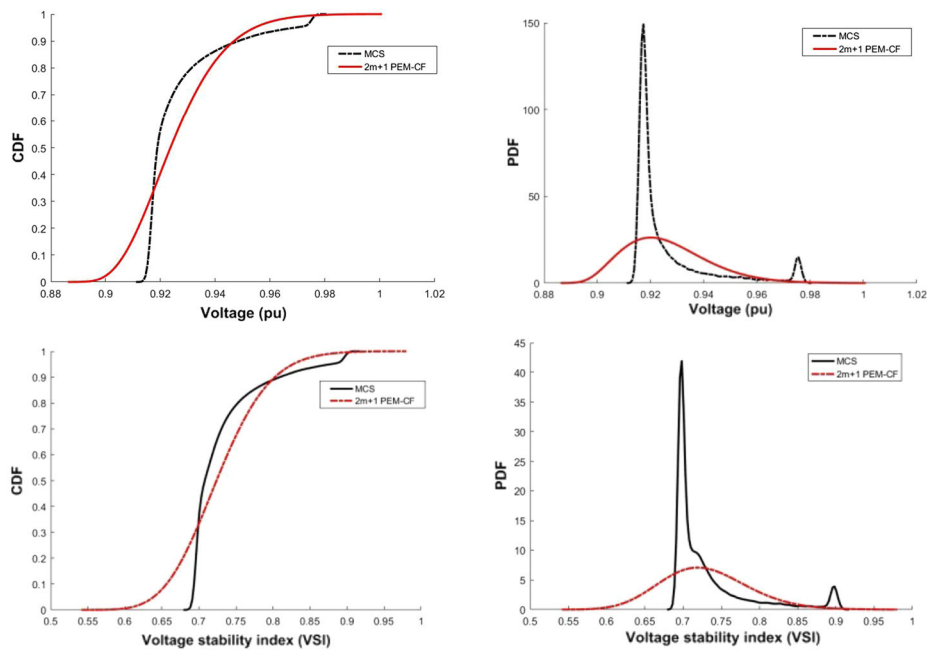 1
0.9
0.8
0.7
0.6
0.5
0.4
0.3
0.2
0.1
0
CDF
MCS
2m+1 PEM-CF
0.88 0.9 0.92 0.94 0.96 0.98 1 1.02
Voltage (pu)
150
100
50
0
PDF
MCS
2m+1 PEM-CF
0.88 0.9 0.92 0.94 0.96 0.98 1 1.02
Voltage (pu)
1
0.9
0.8
0.7
0.6
0.5
0.4
0.3
0.2
0.1
0
CDF
MCS
2m+1 PEM-CF
0.5 0.55 0.6 0.65 0.7 0.75 0.8 0.85 0.9 0.95 1
Voltage stability index (VSI)
45
40
35
30
25
20
15
10
5
0
PDF
MCS
2m+1 PEM-CF
0.5 0.55 0.6 0.65 0.7 0.75 0.8 0.85 0.9 0.95 1
Voltage stability index (VSI)